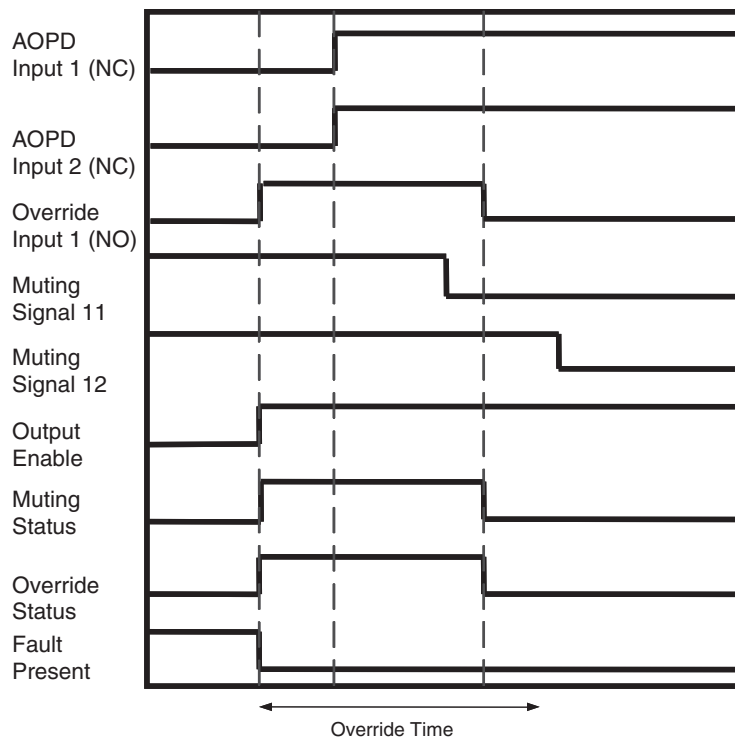 AOPD
Input 1 (NC)
AOPD
Input 2 (NC)
Override
Input 1 (NO)
Muting
Signal 11
Muting
Signal 12
Output
Enable
Muting
Status
Override
Status
Fault
Present
Override Time